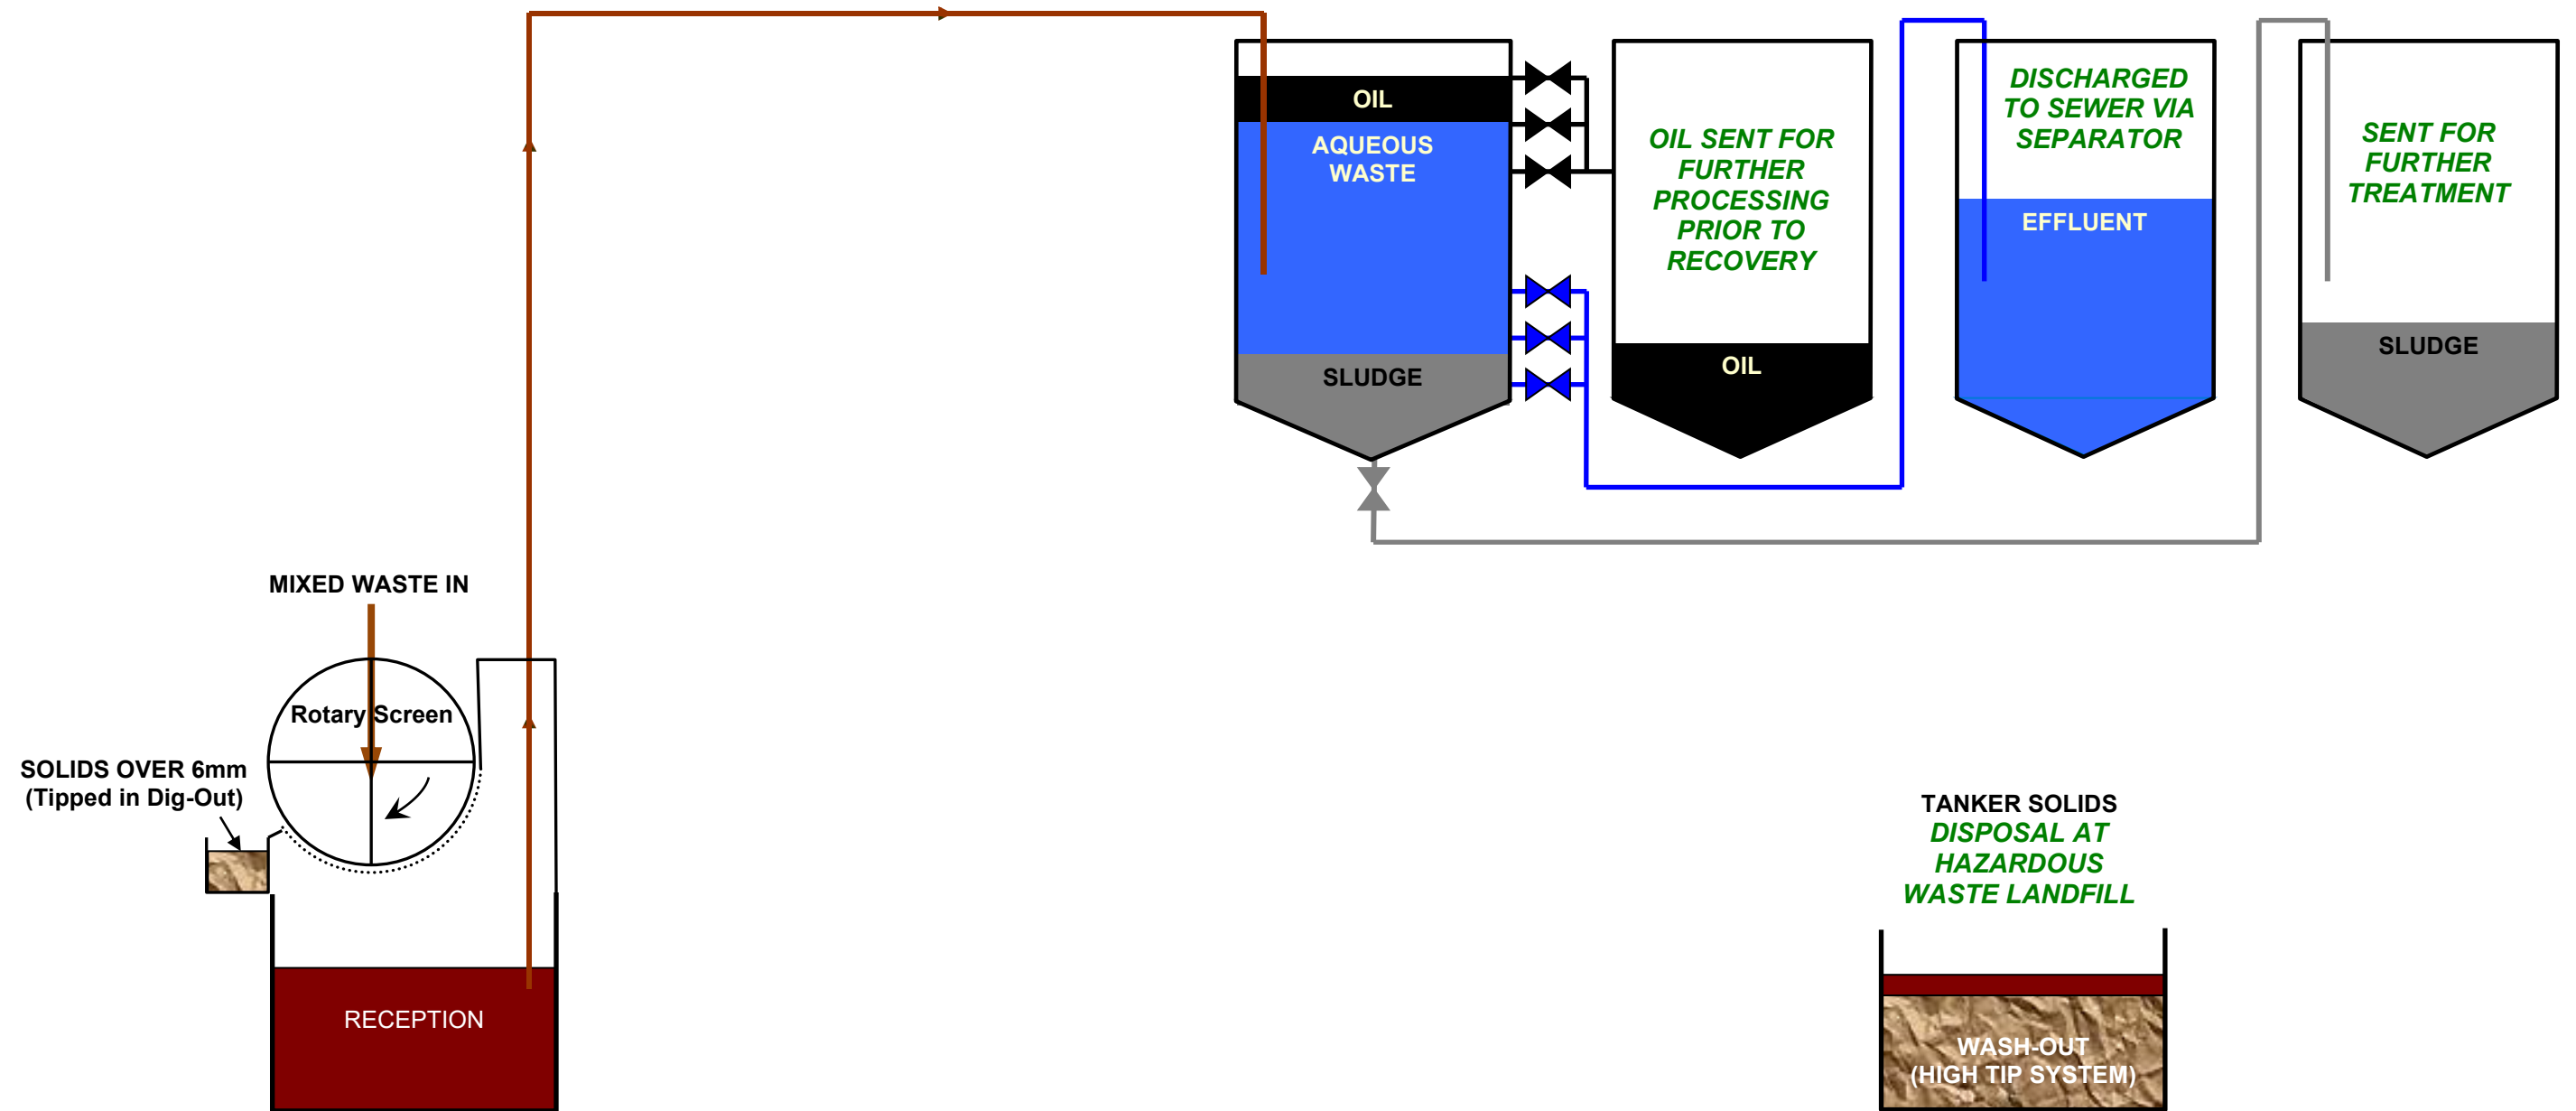 OIL
AQUEOUS
WASTE
SLUDGE
OIL SENT FOR
FURTHER
PROCESSING
PRIOR TO
RECOVERY
OIL
DISCHARGED
TO SEWER VIA
SEPARATOR
EFFLUENT
SENT FOR
FURTHER
TREATMENT
SLUDGE
MIXED WASTE IN
Rotary Screen
SOLIDS OVER 6mm
(Tipped in Dig-Out)
RECEPTION
TANKER SOLIDS
DISPOSAL AT
HAZARDOUS
WASTE LANDFILL
WASH-OUT
(HIGH TIP SYSTEM)